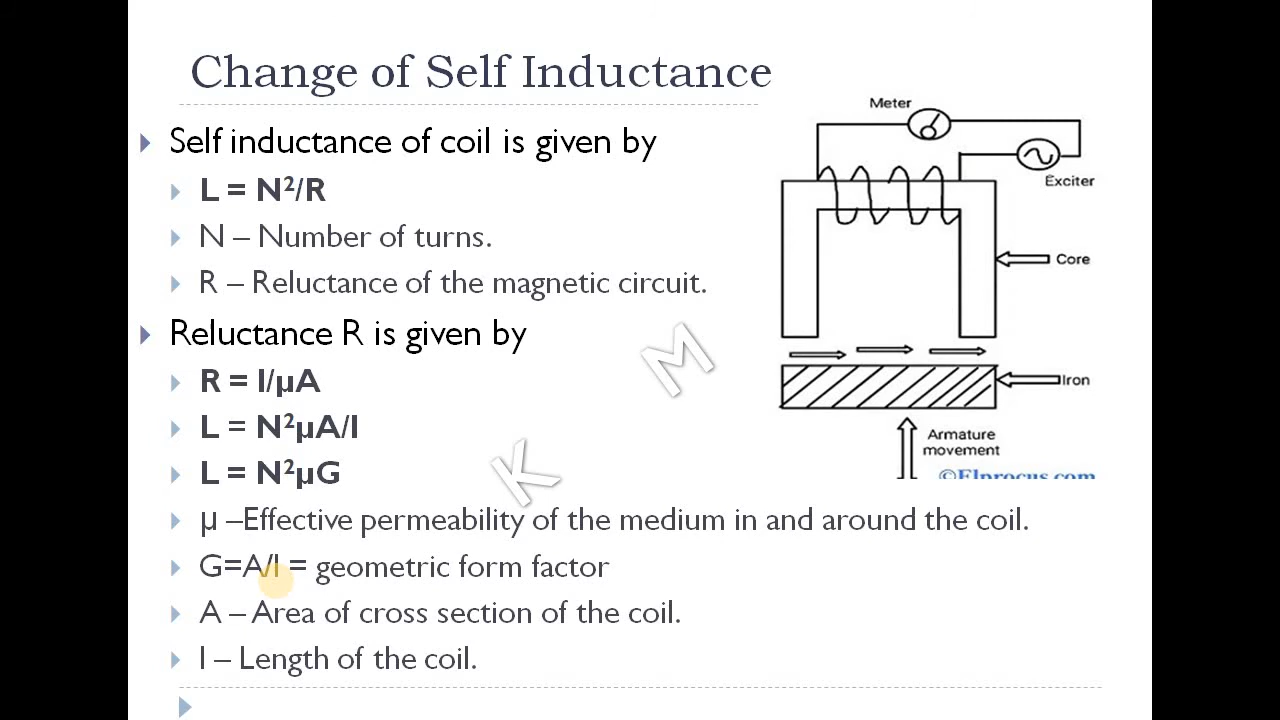 Change of Self Inductance
Self inductance of coil is given by
L = N²/R
N – Number of turns.
R – Reluctance of the magnetic circuit.
Reluctance R is given by
R = l/µA
L = N²µA/l
L = N²µG
µ –Effective permeability of the medium in and around the coil.
G=A/l = geometric form factor
A – Area of cross section of the coil.
l – Length of the coil.
Meter
Exciter
Core
Iron
Armature
movement
©Elprocus.com
M
K